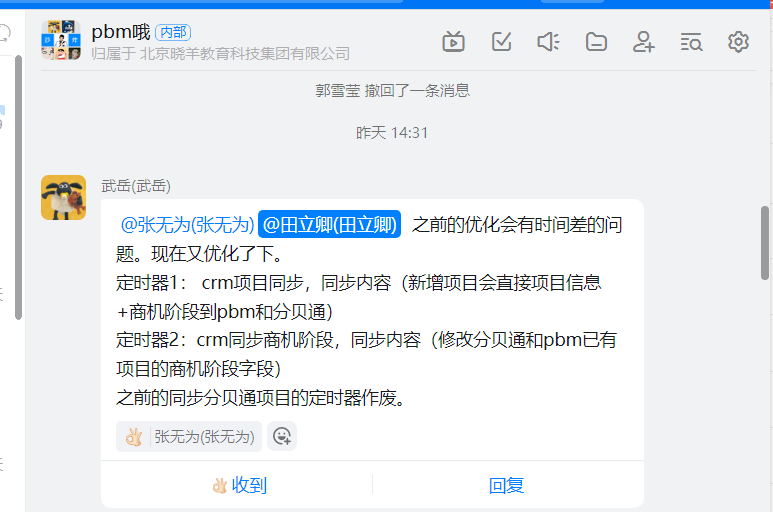 pbm哦 内部
归属于 北京晓羊教育科技集团有限公司
郭雪莹 撤回了一条消息
昨天 14:31
武岳(武岳)
@张无为(张无为) @田立卿(田立卿) 之前的优化会有时间差的问
题。现在又优化了下。
定时器1： crm项目同步，同步内容（新增项目会直接项目信息
+商机阶段到pbm和分贝通）
定时器2：crm同步商机阶段，同步内容（修改分贝通和pbm已有
项目的商机阶段字段）
之前的同步分贝通项目的定时器作废。
张无为(张无为)
收到 回复